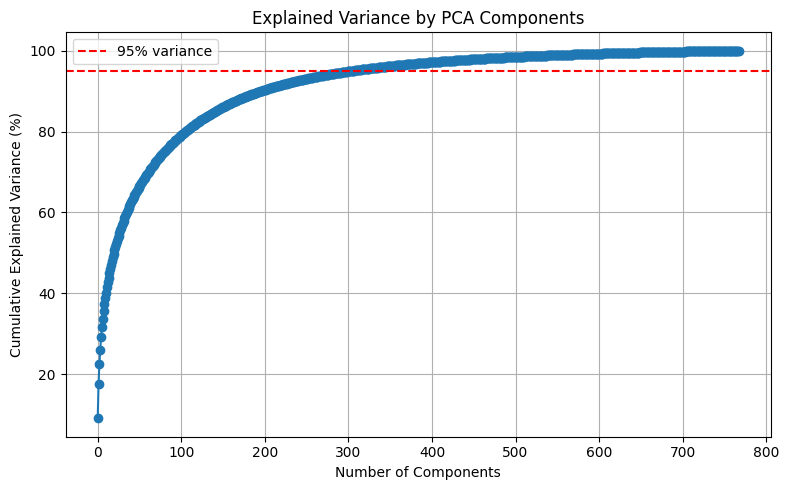 Explained Variance by PCA Components
95% variance
Cumulative Explained Variance (%)
100
80
60
40
20
0 100 200 300 400 500 600 700 800
Number of Components